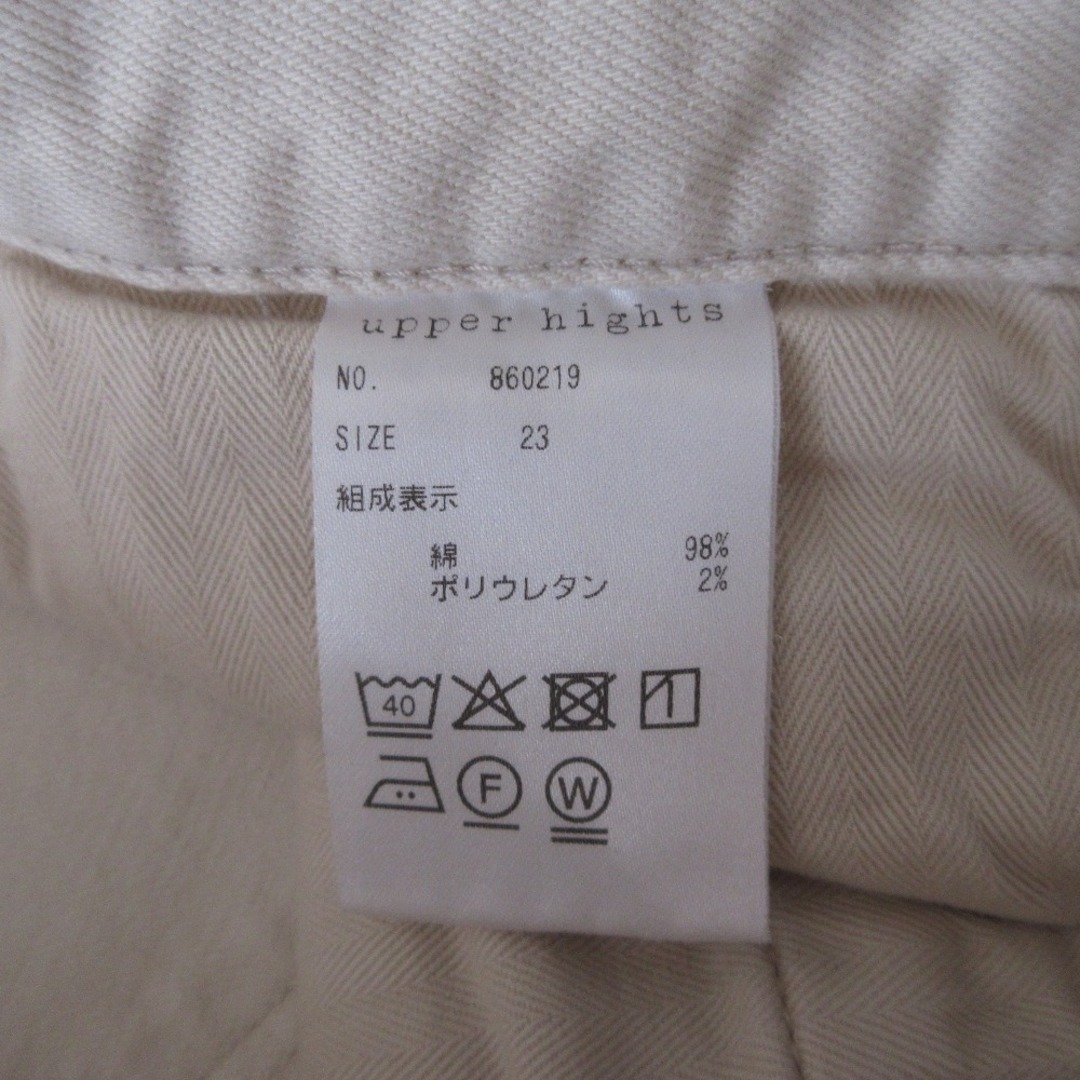 upper hights
NO. 860219
SIZE 23
組成表示
綿 98%
ポリウレタン 2%
40
F W